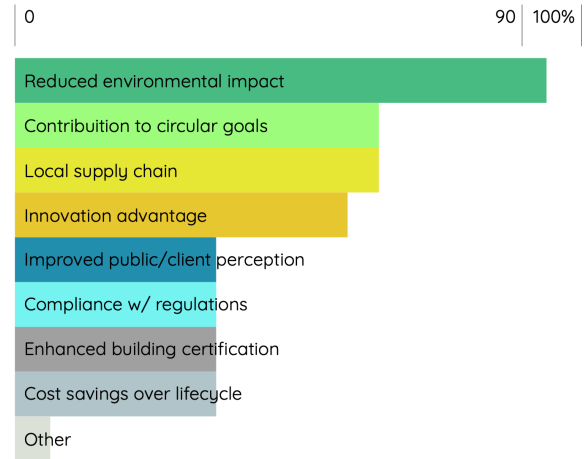 0 90 100%
Reduced environmental impact
Contribuition to circular goals
Local supply chain
Innovation advantage
Improved public/client perception
Compliance w/ regulations
Enhanced building certification
Cost savings over lifecycle
Other